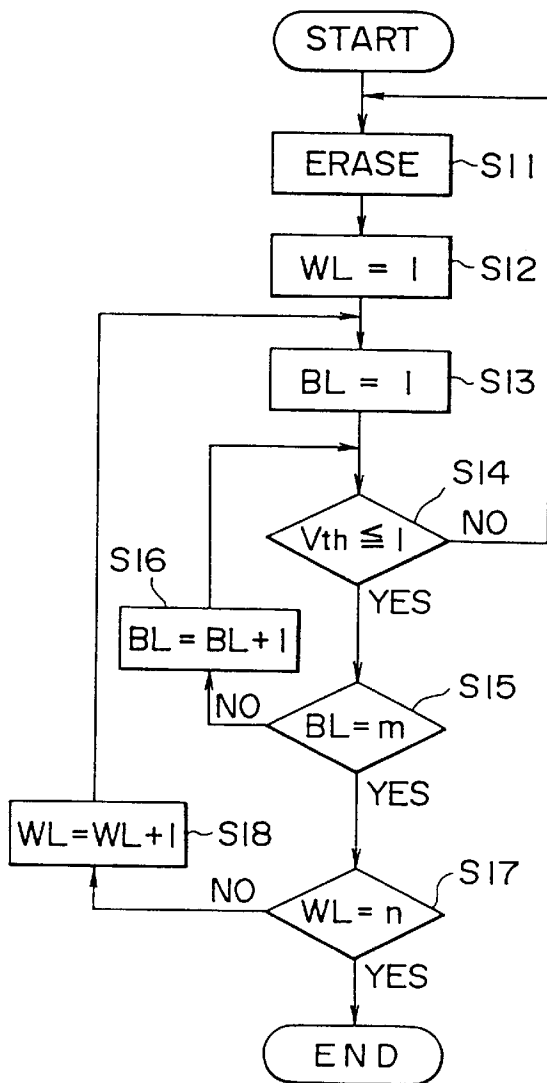 START
ERASE
S11
WL = 1
S12
BL = 1
S13
S14
Vth ≦ 1
NO
S16
YES
BL = BL+1
S15
NO
BL = m
YES
WL=WL+1
S18
S17
NO
WL = n
YES
END